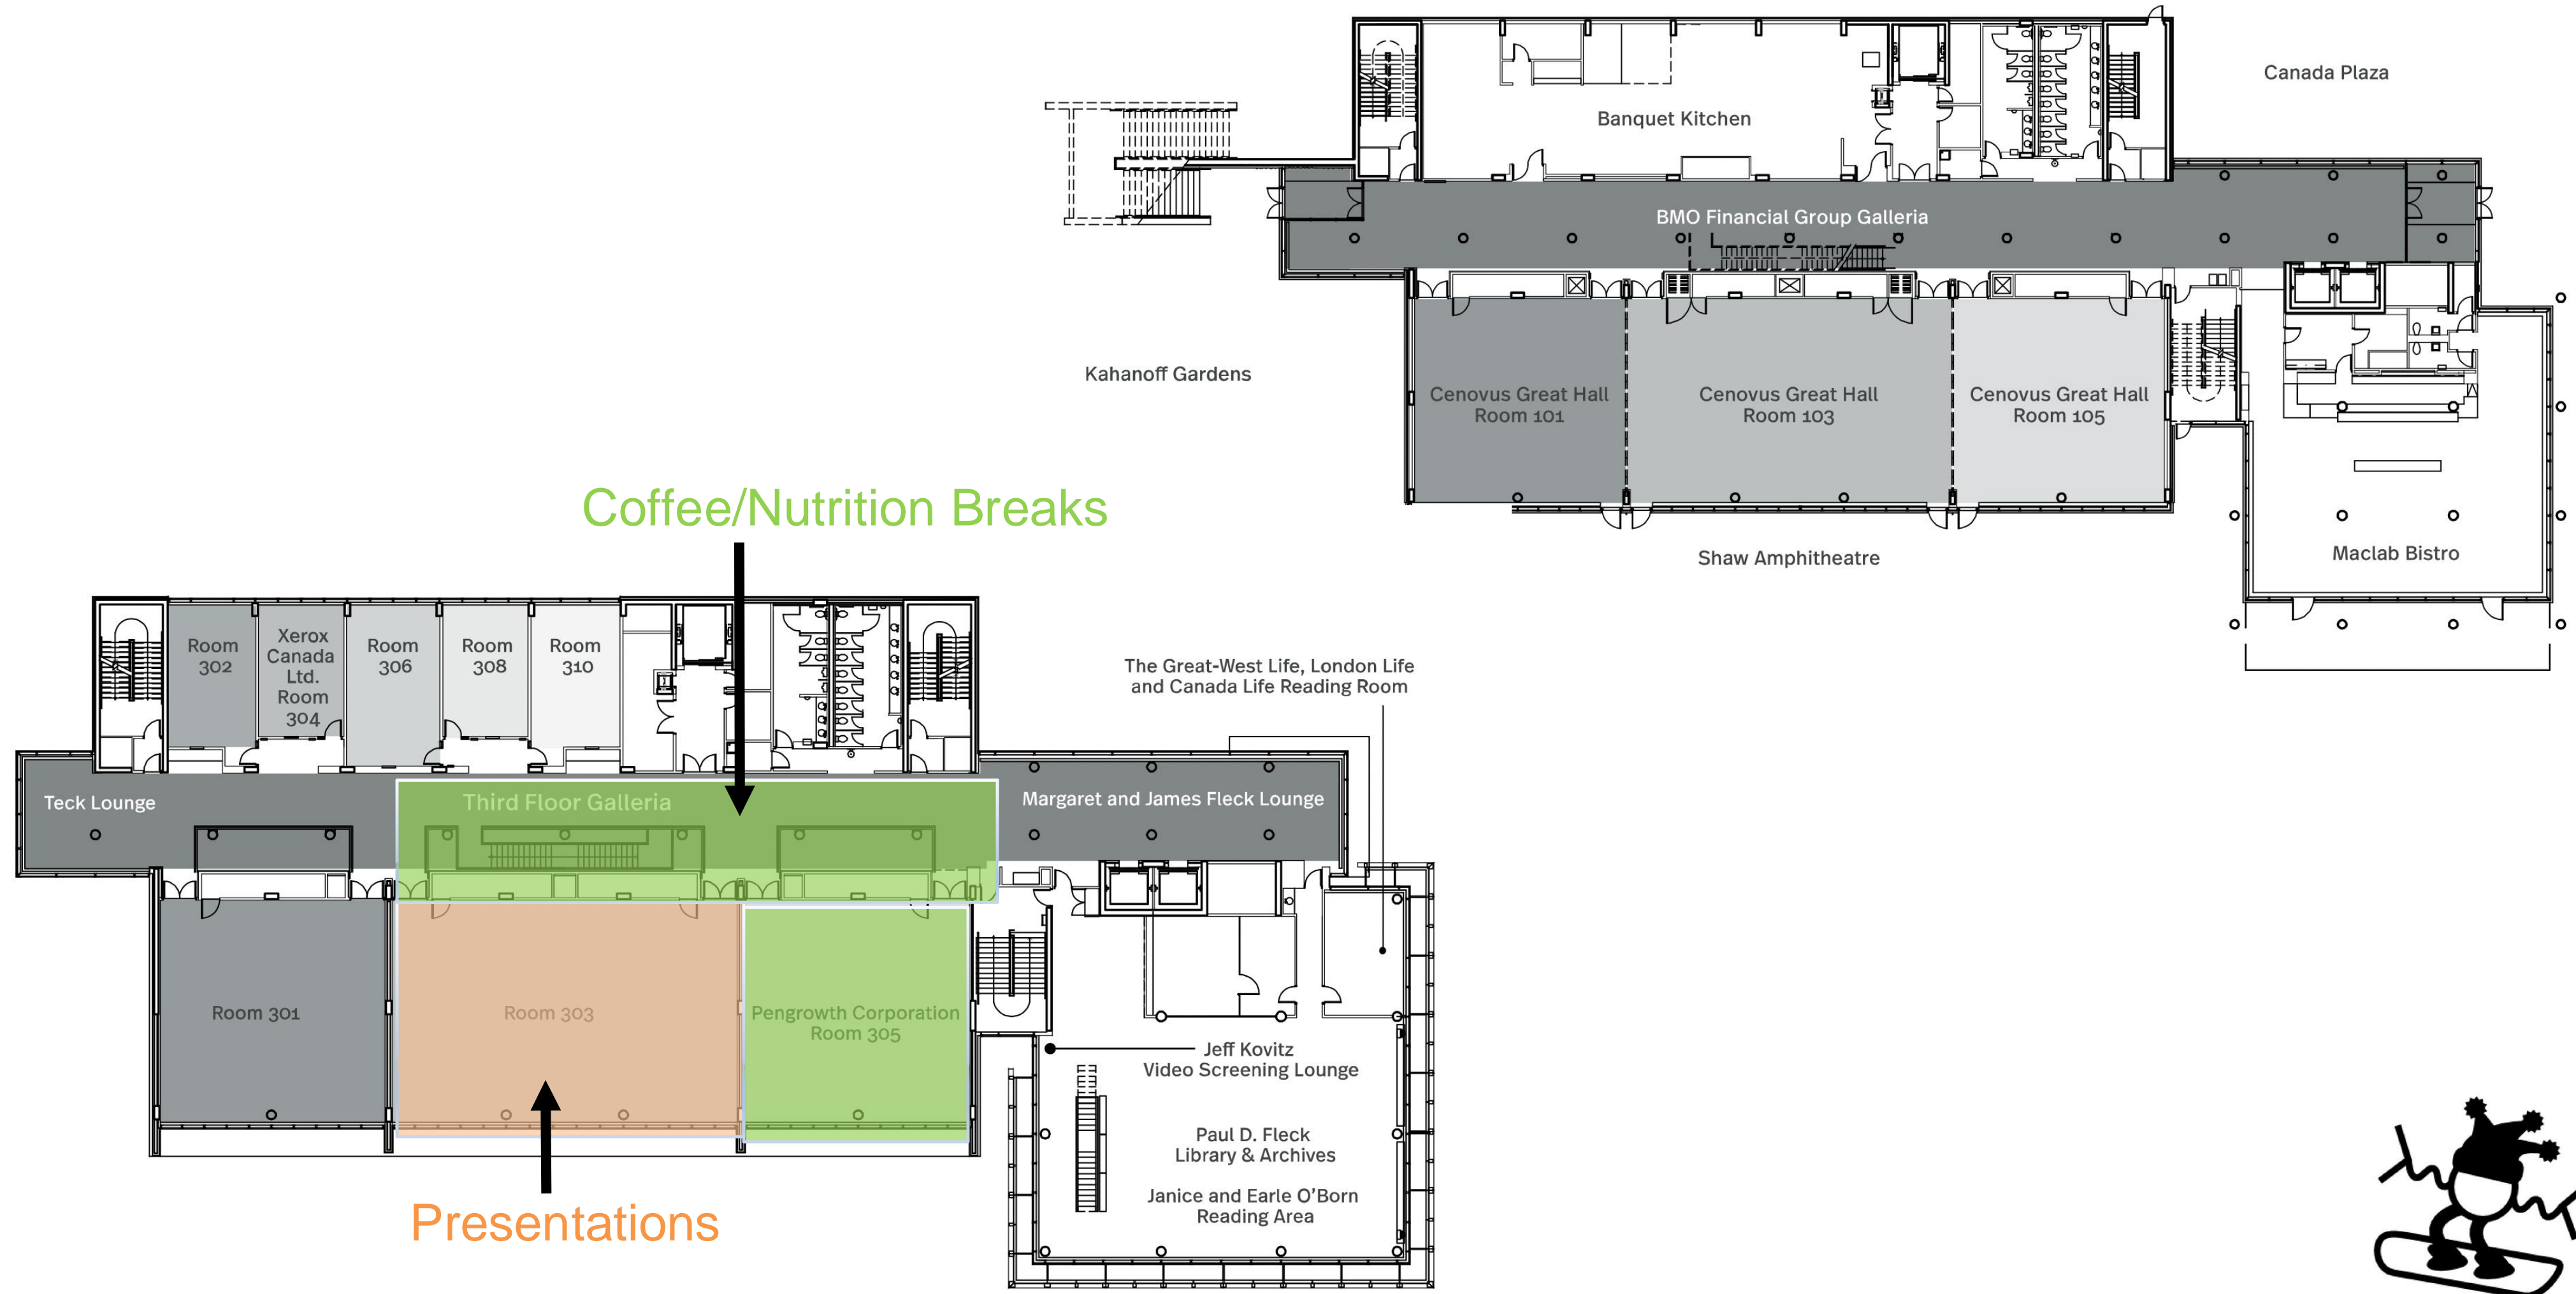 Canada Plaza
Banquet Kitchen
BMO Financial Group Galleria
Kahanoff Gardens
Cenovus Great Hall
Room 101
Cenovus Great Hall
Room 103
Cenovus Great Hall
Room 105
Shaw Amphitheatre
Maclab Bistro
Coffee/Nutrition Breaks
Room
302
Xerox
Canada
Ltd.
Room
304
Room
306
Room
308
Room
310
The Great-West Life, London Life
and Canada Life Reading Room
Teck Lounge
Third Floor Galleria
Margaret and James Fleck Lounge
Room 301
Room 303
Pengrowth Corporation
Room 305
Jeff Kovitz
Video Screening Lounge
Paul D. Fleck
Library & Archives
Janice and Earle O'Born
Reading Area
Presentations